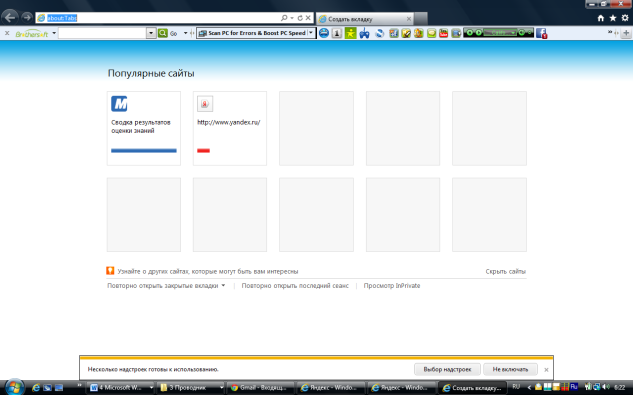 about:Tabs
Создать вкладку
Brothersoft
Go
Scan PC for Errors & Boost PC Speed
Популярные сайты
Сводка результатов
оценки знаний
http://www.yandex.ru/
Узнайте о других сайтах, которые могут быть вам интересны
Скрыть сайты
Повторно открыть закрытые вкладки
Повторно открыть последний сеанс
Просмотр InPrivate
Несколько надстроек готовы к использованию.
Выбор надстроек
Не включать
4 Microsoft W...
3 Проводник
Gmail - Входящ...
Яндекс - Windo...
Яндекс - Windo...
Создать вкладку...
RU
Ru
6:22